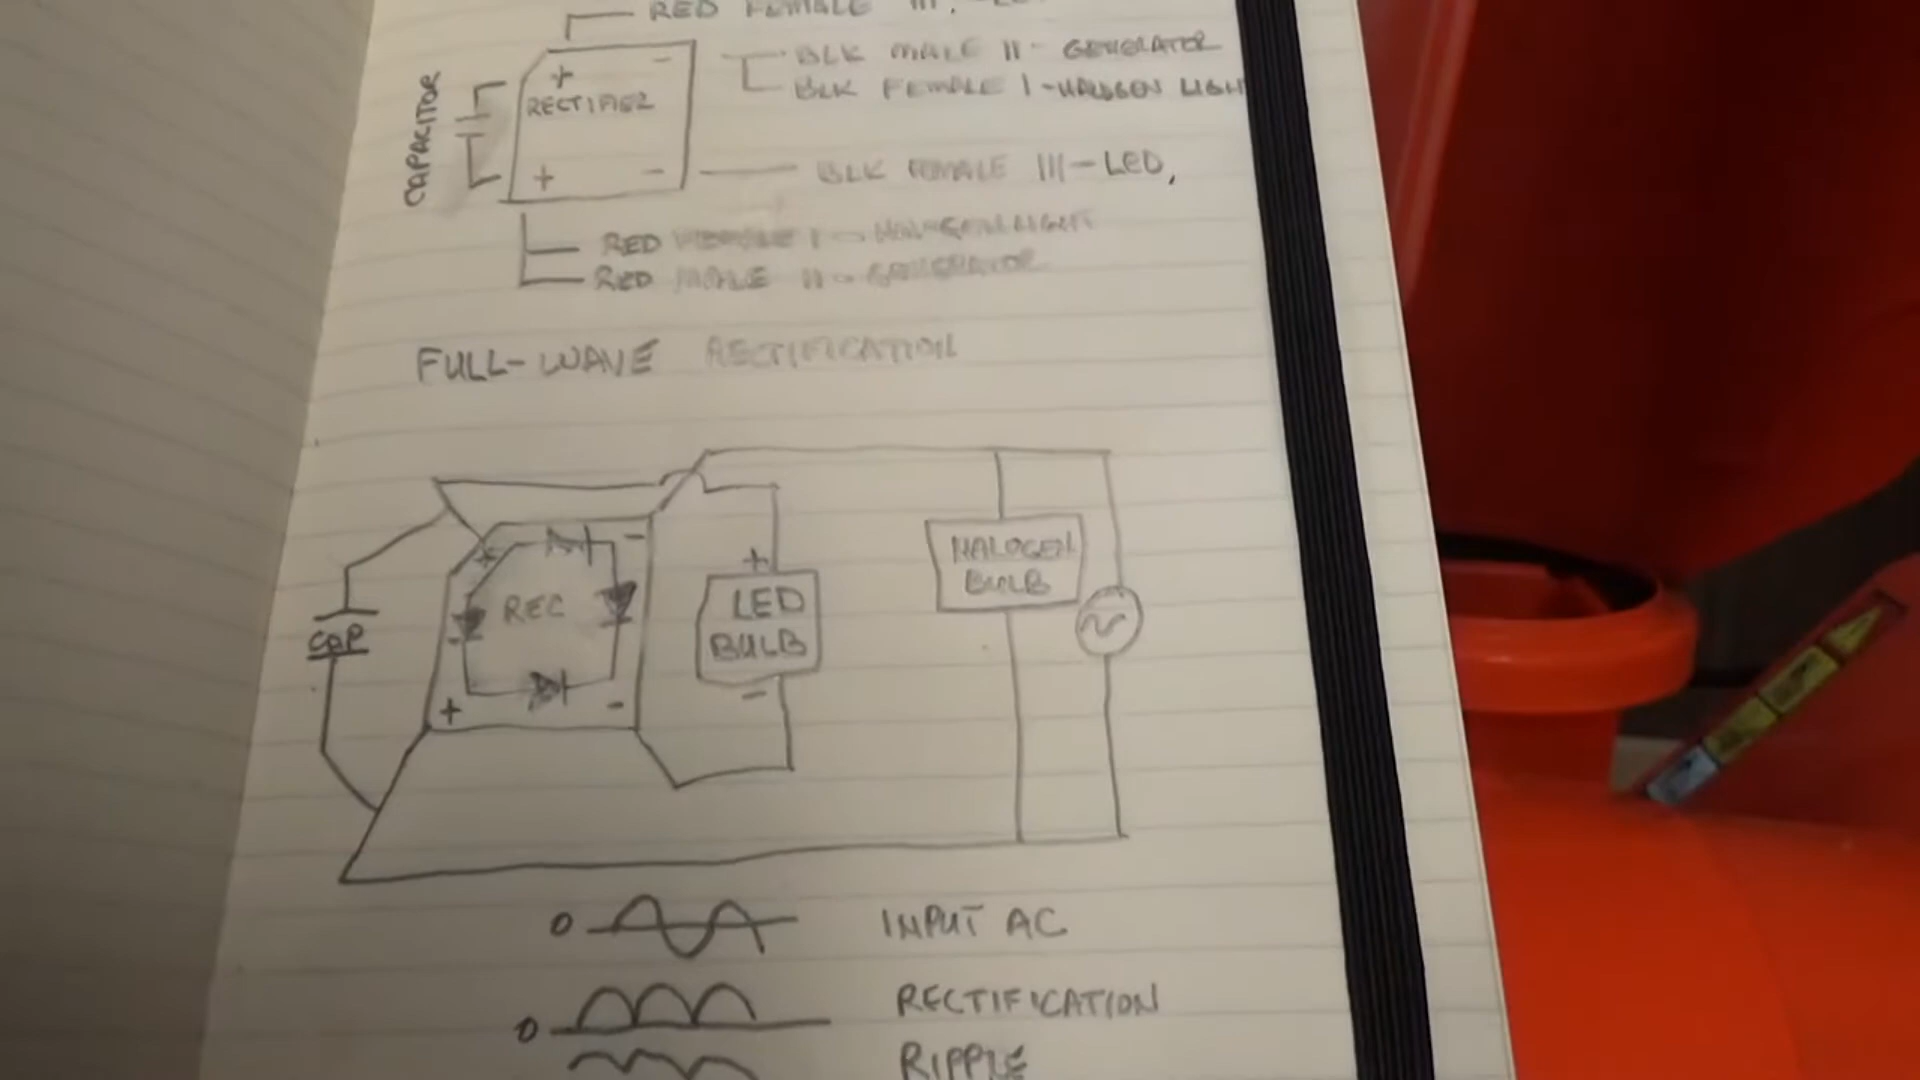 RED FEMALE III.
BLK MALE II - GENERATOR
BLK FEMALE I - HALOGEN LIGH
CAPACITOR
+ -
RECTIFIER
+ -
BLK FEMALE III - LED,
RED FEMALE I - HALOGEN LIGHT
RED MALE II - GENERATOR
FULL-WAVE RECTIFICATION
+ - +
HALOGEN
BULB
REC
LED
BULB
CAP
+ - -
0 INPUT AC
0 RECTIFICATION
RIPPLE